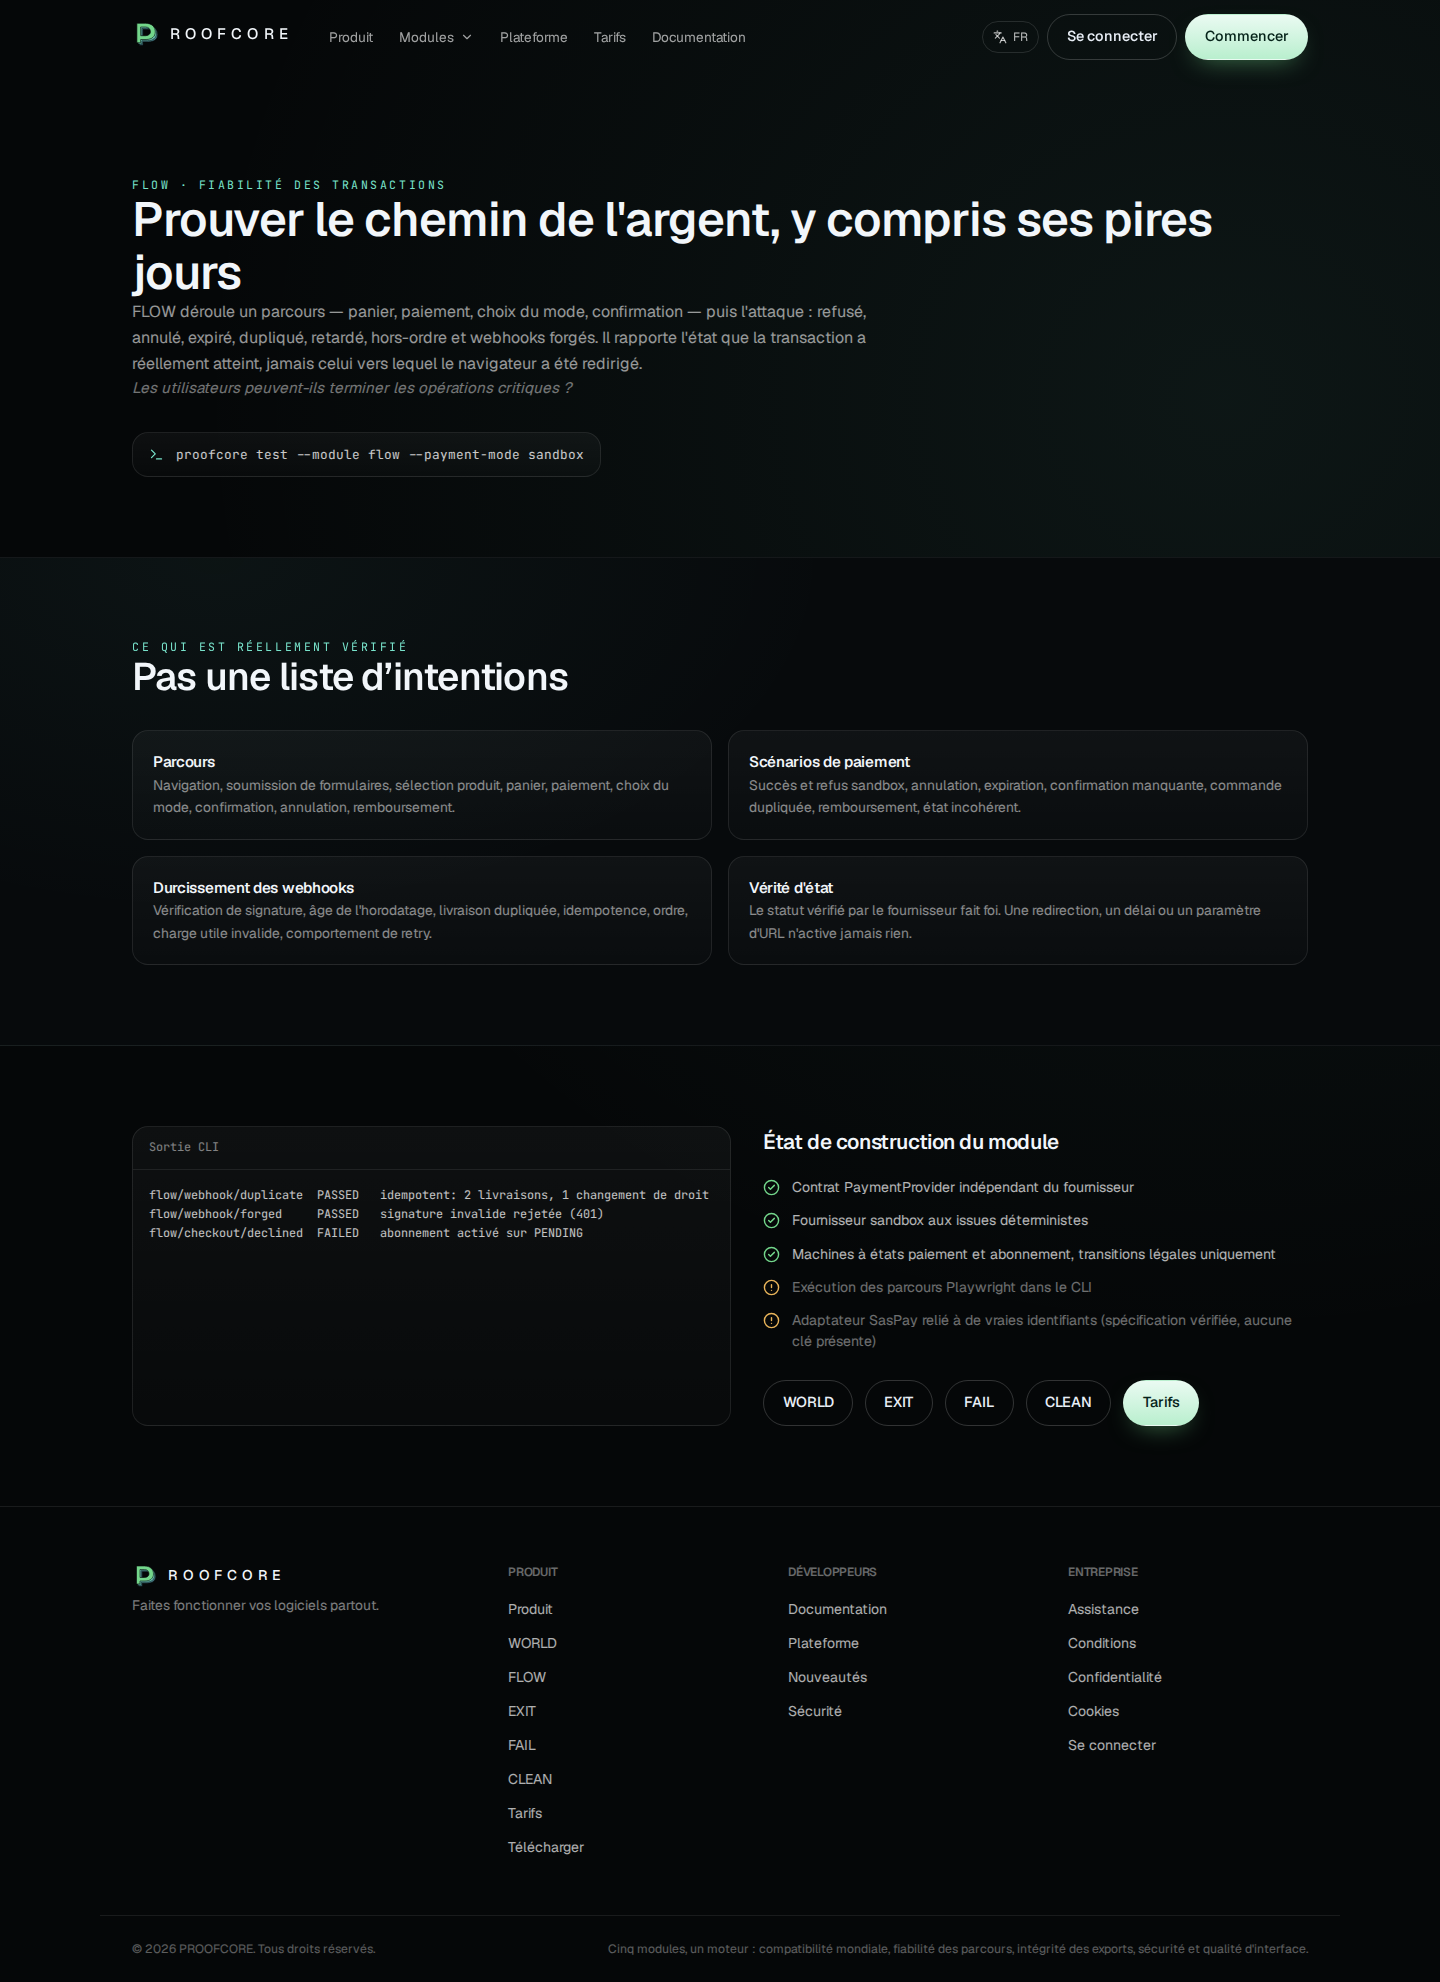 ROOFCORE
Produit
Modules
Plateforme
Tarifs
Documentation
FR
Se connecter
Commencer
FLOW · FIABILITÉ DES TRANSACTIONS
Prouver le chemin de l'argent, y compris ses pires
jours
FLOW déroule un parcours — panier, paiement, choix du mode, confirmation — puis l'attaque : refusé,
annulé, expiré, dupliqué, retardé, hors-ordre et webhooks forgés. Il rapporte l'état que la transaction a
réellement atteint, jamais celui vers lequel le navigateur a été redirigé.
Les utilisateurs peuvent-ils terminer les opérations critiques ?
proofcore test --module flow --payment-mode sandbox
CE QUI EST RÉELLEMENT VÉRIFIÉ
Pas une liste d’intentions
Parcours
Navigation, soumission de formulaires, sélection produit, panier, paiement, choix du
mode, confirmation, annulation, remboursement.
Scénarios de paiement
Succès et refus sandbox, annulation, expiration, confirmation manquante, commande
dupliquée, remboursement, état incohérent.
Durcissement des webhooks
Vérification de signature, âge de l'horodatage, livraison dupliquée, idempotence, ordre,
charge utile invalide, comportement de retry.
Vérité d'état
Le statut vérifié par le fournisseur fait foi. Une redirection, un délai ou un paramètre
d'URL n'active jamais rien.
Sortie CLI
flow/webhook/duplicate PASSED idempotent: 2 livraisons, 1 changement de droit
flow/webhook/forged PASSED signature invalide rejetée (401)
flow/checkout/declined FAILED abonnement activé sur PENDING
État de construction du module
Contrat PaymentProvider indépendant du fournisseur
Fournisseur sandbox aux issues déterministes
Machines à états paiement et abonnement, transitions légales uniquement
Exécution des parcours Playwright dans le CLI
Adaptateur SasPay relié à de vraies identifiants (spécification vérifiée, aucune
clé présente)
WORLD
EXIT
FAIL
CLEAN
Tarifs
ROOFCORE
Faites fonctionner vos logiciels partout.
PRODUIT
Produit
WORLD
FLOW
EXIT
FAIL
CLEAN
Tarifs
Télécharger
DÉVELOPPEURS
Documentation
Plateforme
Nouveautés
Sécurité
ENTREPRISE
Assistance
Conditions
Confidentialité
Cookies
Se connecter
© 2026 PROOFCORE. Tous droits réservés.
Cinq modules, un moteur : compatibilité mondiale, fiabilité des parcours, intégrité des exports, sécurité et qualité d'interface.